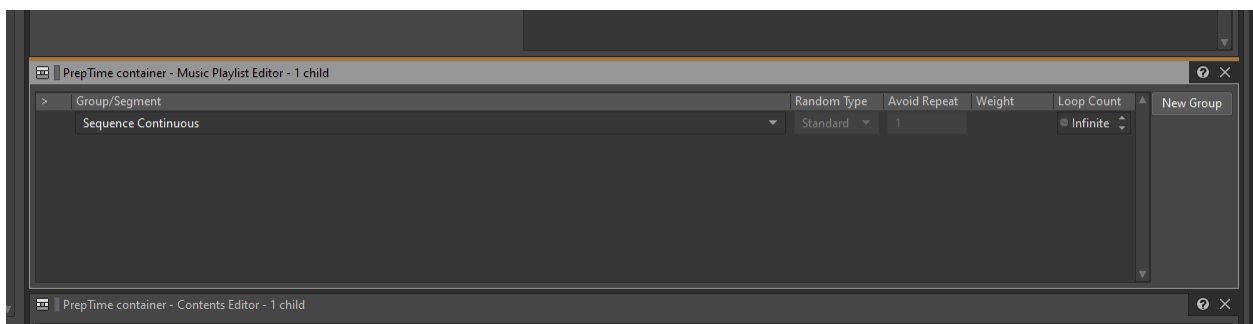 PrepTime container - Music Playlist Editor - 1 child
> Group/Segment Random Type Avoid Repeat Weight Loop Count New Group
Sequence Continuous Standard 1 Infinite
PrepTime container - Contents Editor - 1 child